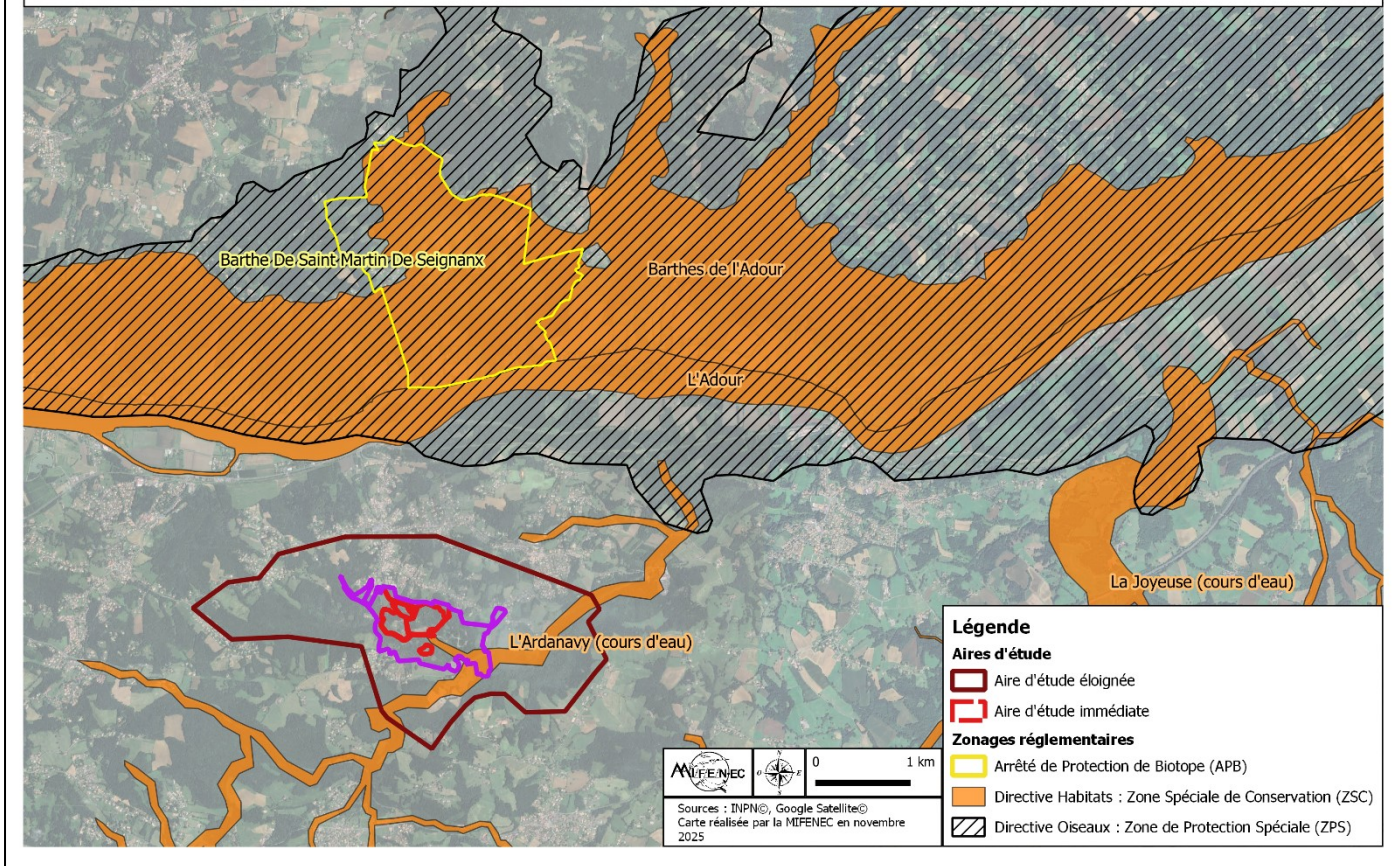 Barthe De Saint Martin De Seignanx
Barthes de l'Adour
L'Adour
La Joyeuse (cours d'eau)
L'Ardanavy (cours d'eau)
Légende
Aires d'étude
Aire d'étude éloignée
Aire d'étude immédiate
Zonages réglementaires
Arrêté de Protection de Biotope (APB)
Directive Habitats : Zone Spéciale de Conservation (ZSC)
Directive Oiseaux : Zone de Protection Spéciale (ZPS)
MIFENEC
N
O E
S
0 1 km
Sources : INPN©, Google Satellite©
Carte réalisée par la MIFENEC en novembre
2025